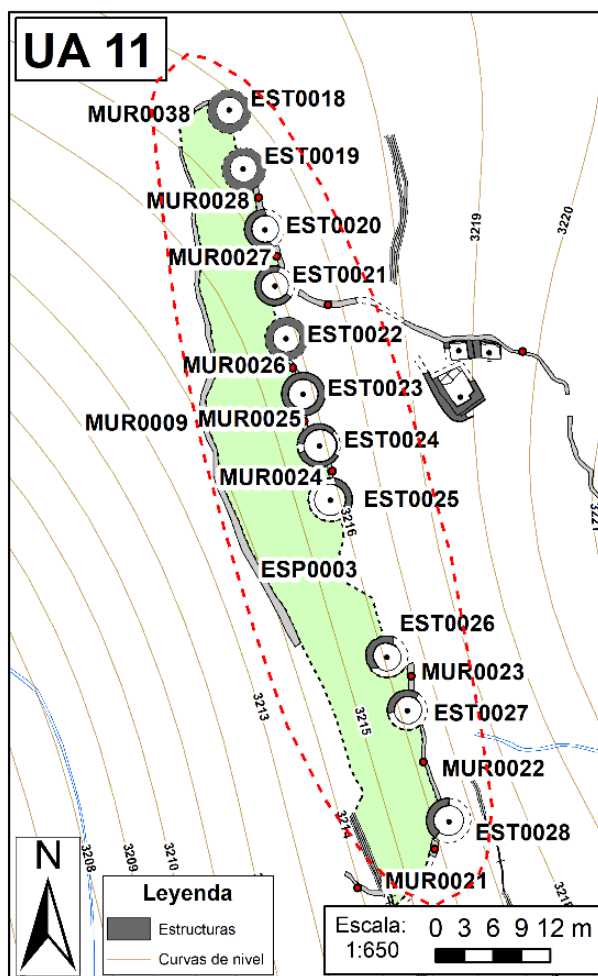 UA 11
EST0018
MUR0038
EST0019
MUR0028
EST0020
MUR0027
EST0021
3219
3220
EST0022
MUR0026
EST0023
MUR0009
MUR0025
EST0024
MUR0024
EST0025
3216
3221
ESP0003
EST0026
MUR0023
EST0027
3213
3215
MUR0022
EST0028
3214
MUR0021
3208
3209
3210
3218
N
Leyenda
Estructuras
Curvas de nivel
Escala:
1:650
0 3 6 9 12 m